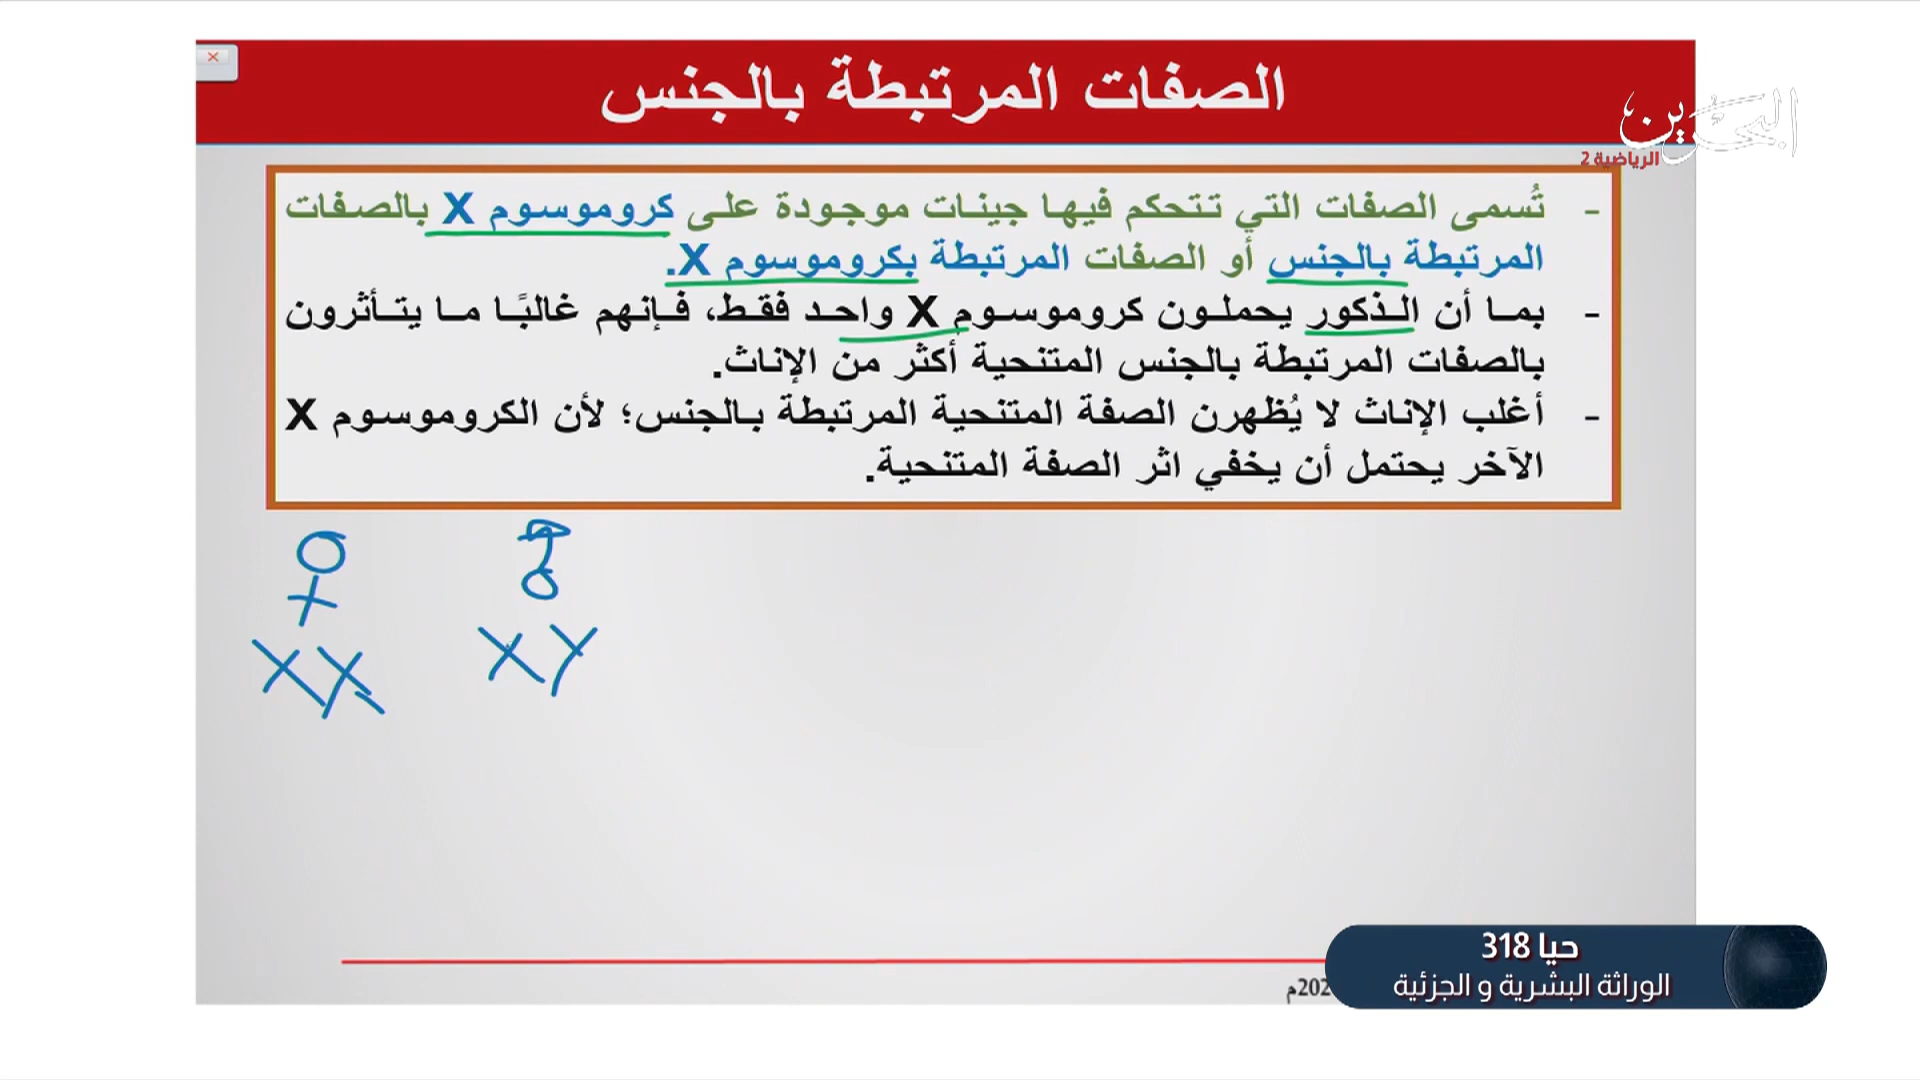 الصفات المرتبطة بالجنس
البحرين
الرياضية 2
- تُسمى الصفات التي تتحكم فيها جينات موجودة على كروموسوم X بالصفات
المرتبطة بالجنس أو الصفات المرتبطة بكروموسوم X.
- بما أن الذكور يحملون كروموسوم X واحد فقط، فإنهم غالبًا ما يتأثرون
بالصفات المرتبطة بالجنس المتنحية أكثر من الإناث.
- أغلب الإناث لا يُظهرن الصفة المتنحية المرتبطة بالجنس؛ لأن الكروموسوم X
الآخر يحتمل أن يخفي اثر الصفة المتنحية.
♀ ♂
XX XY
حيا 318
الوراثة البشرية و الجزئية